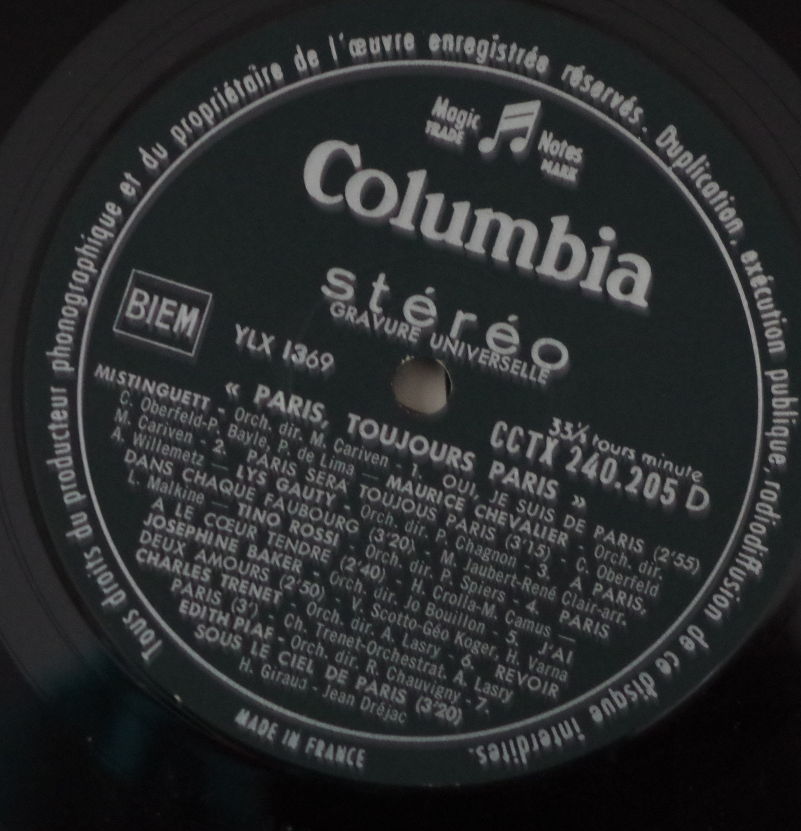 Tous droits du producteur phonographique et du propriétaire de l'œuvre enregistrée réservés. Duplication, exécution publique, radiodiffusion de ce disque interdites.
Magic Notes
TRADE MARK
Columbia
stéréo
GRAVURE UNIVERSELLE
BIEM
YLX 1369
33⅓ tours minute
CCTX 240.205 D
« PARIS, TOUJOURS PARIS »
MISTINGUETT - Orch. dir. M. Cariven - 1. OUI, JE SUIS DE PARIS (2'55)
C. Oberfeld-P. Bayle, P. de Lima — MAURICE CHEVALIER - Orch. dir.
M. Cariven - 2. PARIS SERA TOUJOUS PARIS (3'15) - C. Oberfeld
A. Willemetz — LYS GAUTY - Orch. dir. P. Chagnon - 3. A PARIS,
DANS CHAQUE FAUBOURG (3'20) - M. Jaubert-René Clair-arr.
L. Malkine — TINO ROSSI - Orch. dir. P. Spiers - 4. PARIS
A LE CŒUR TENDRE (2'40) - H. Crolla-M. Camus —
JOSEPHINE BAKER - Orch. dir. Jo Bouillon - 5. J'AI
DEUX AMOURS (2'50) - V. Scotto-Géo Koger, H. Varna
CHARLES TRENET - Orch. dir. A. Lasry - 6. REVOIR
PARIS (3') - Ch. Trenet-Orchestrat. A. Lasry
EDITH PIAF - Orch. dir. R. Chauvigny - 7.
SOUS LE CIEL DE PARIS (3'20)
H. Giraud - Jean Dréjac
MADE IN FRANCE